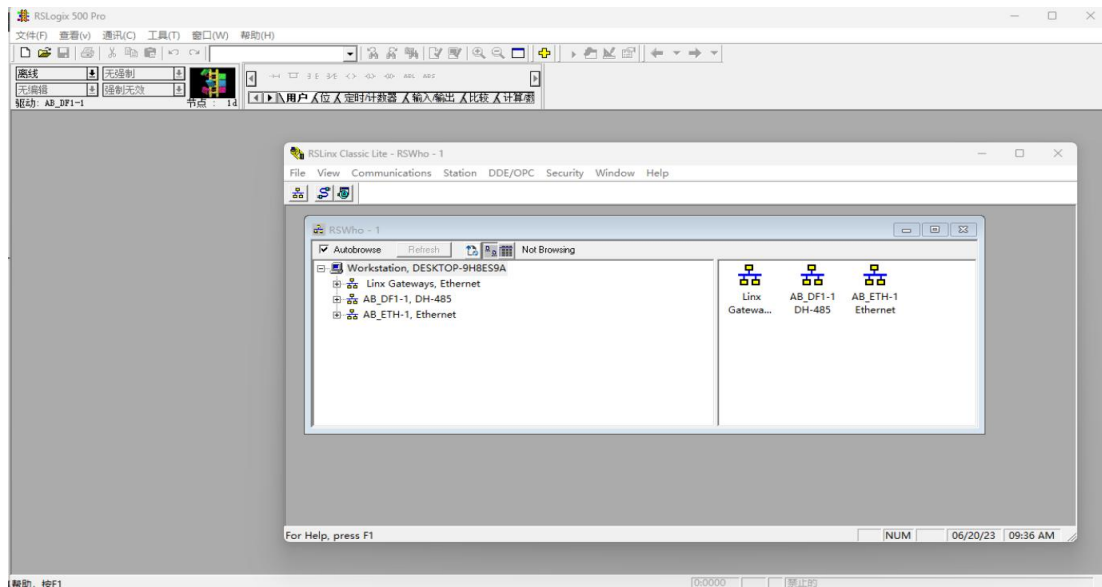 RSLogix 500 Pro
文件(F) 查看(v) 通讯(C) 工具(T) 窗口(W) 帮助(H)
离线 无强制
无编辑 强制无效
驱动: AB_DF1-1 节点 : 1d
用户 位 定时/计数器 输入/输出 比较 计算/数
RSLinx Classic Lite - RSWho - 1
File View Communications Station DDE/OPC Security Window Help
RSWho - 1
Autobrowse Refresh Not Browsing
Workstation, DESKTOP-9H8ES9A
Linx Gateways, Ethernet
AB_DF1-1, DH-485
AB_ETH-1, Ethernet
Linx Gatewa...
AB_DF1-1 DH-485
AB_ETH-1 Ethernet
For Help, press F1 NUM 06/20/23 09:36 AM
帮助, 按F1 0:0000 禁止的